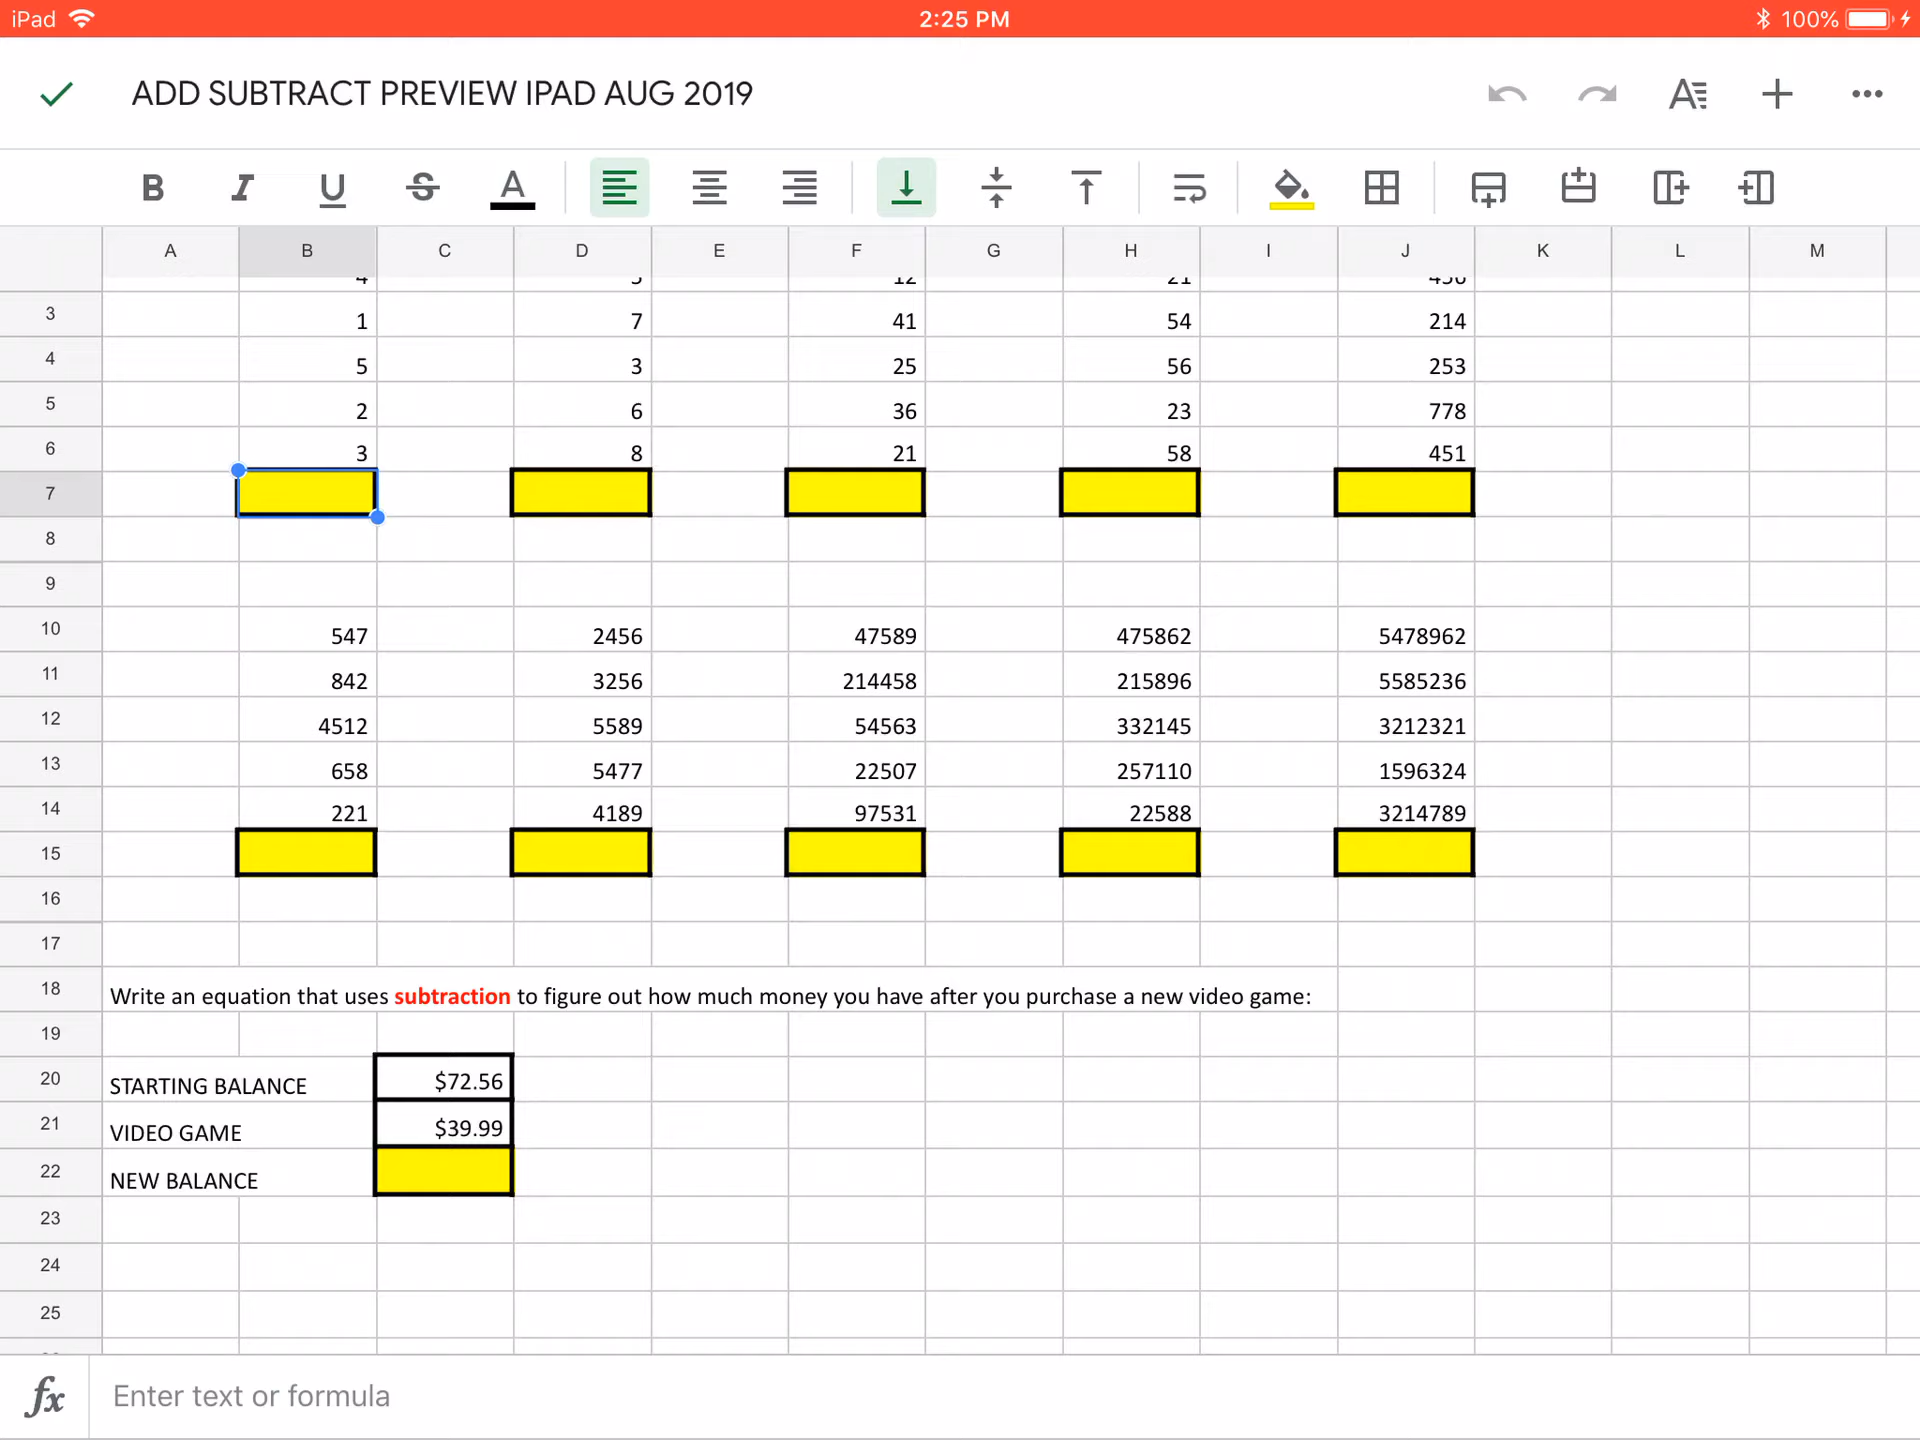 iPad 2:25 PM 100%
ADD SUBTRACT PREVIEW IPAD AUG 2019
B I U S A
A B C D E F G H I J K L M
4 12 21
3 1 7 41 54 214
4 5 3 25 56 253
5 2 6 36 23 778
6 3 8 21 58 451
7
8
9
10 547 2456 47589 475862 5478962
11 842 3256 214458 215896 5585236
12 4512 5589 54563 332145 3212321
13 658 5477 22507 257110 1596324
14 221 4189 97531 22588 3214789
15
16
17
18 Write an equation that uses subtraction to figure out how much money you have after you purchase a new video game:
19
20 STARTING BALANCE $72.56
21 VIDEO GAME $39.99
22 NEW BALANCE
23
24
25
fx Enter text or formula